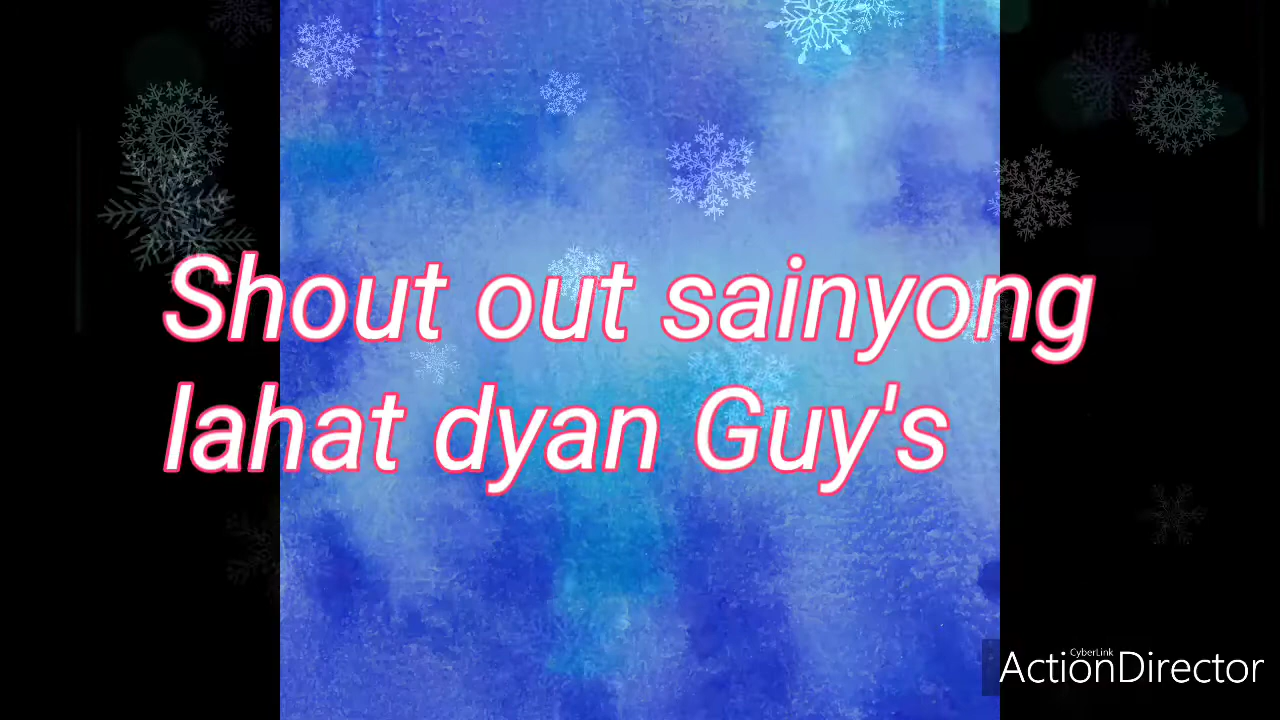 Shout out sainyong
lahat dyan Guy's
CyberLink
ActionDirector